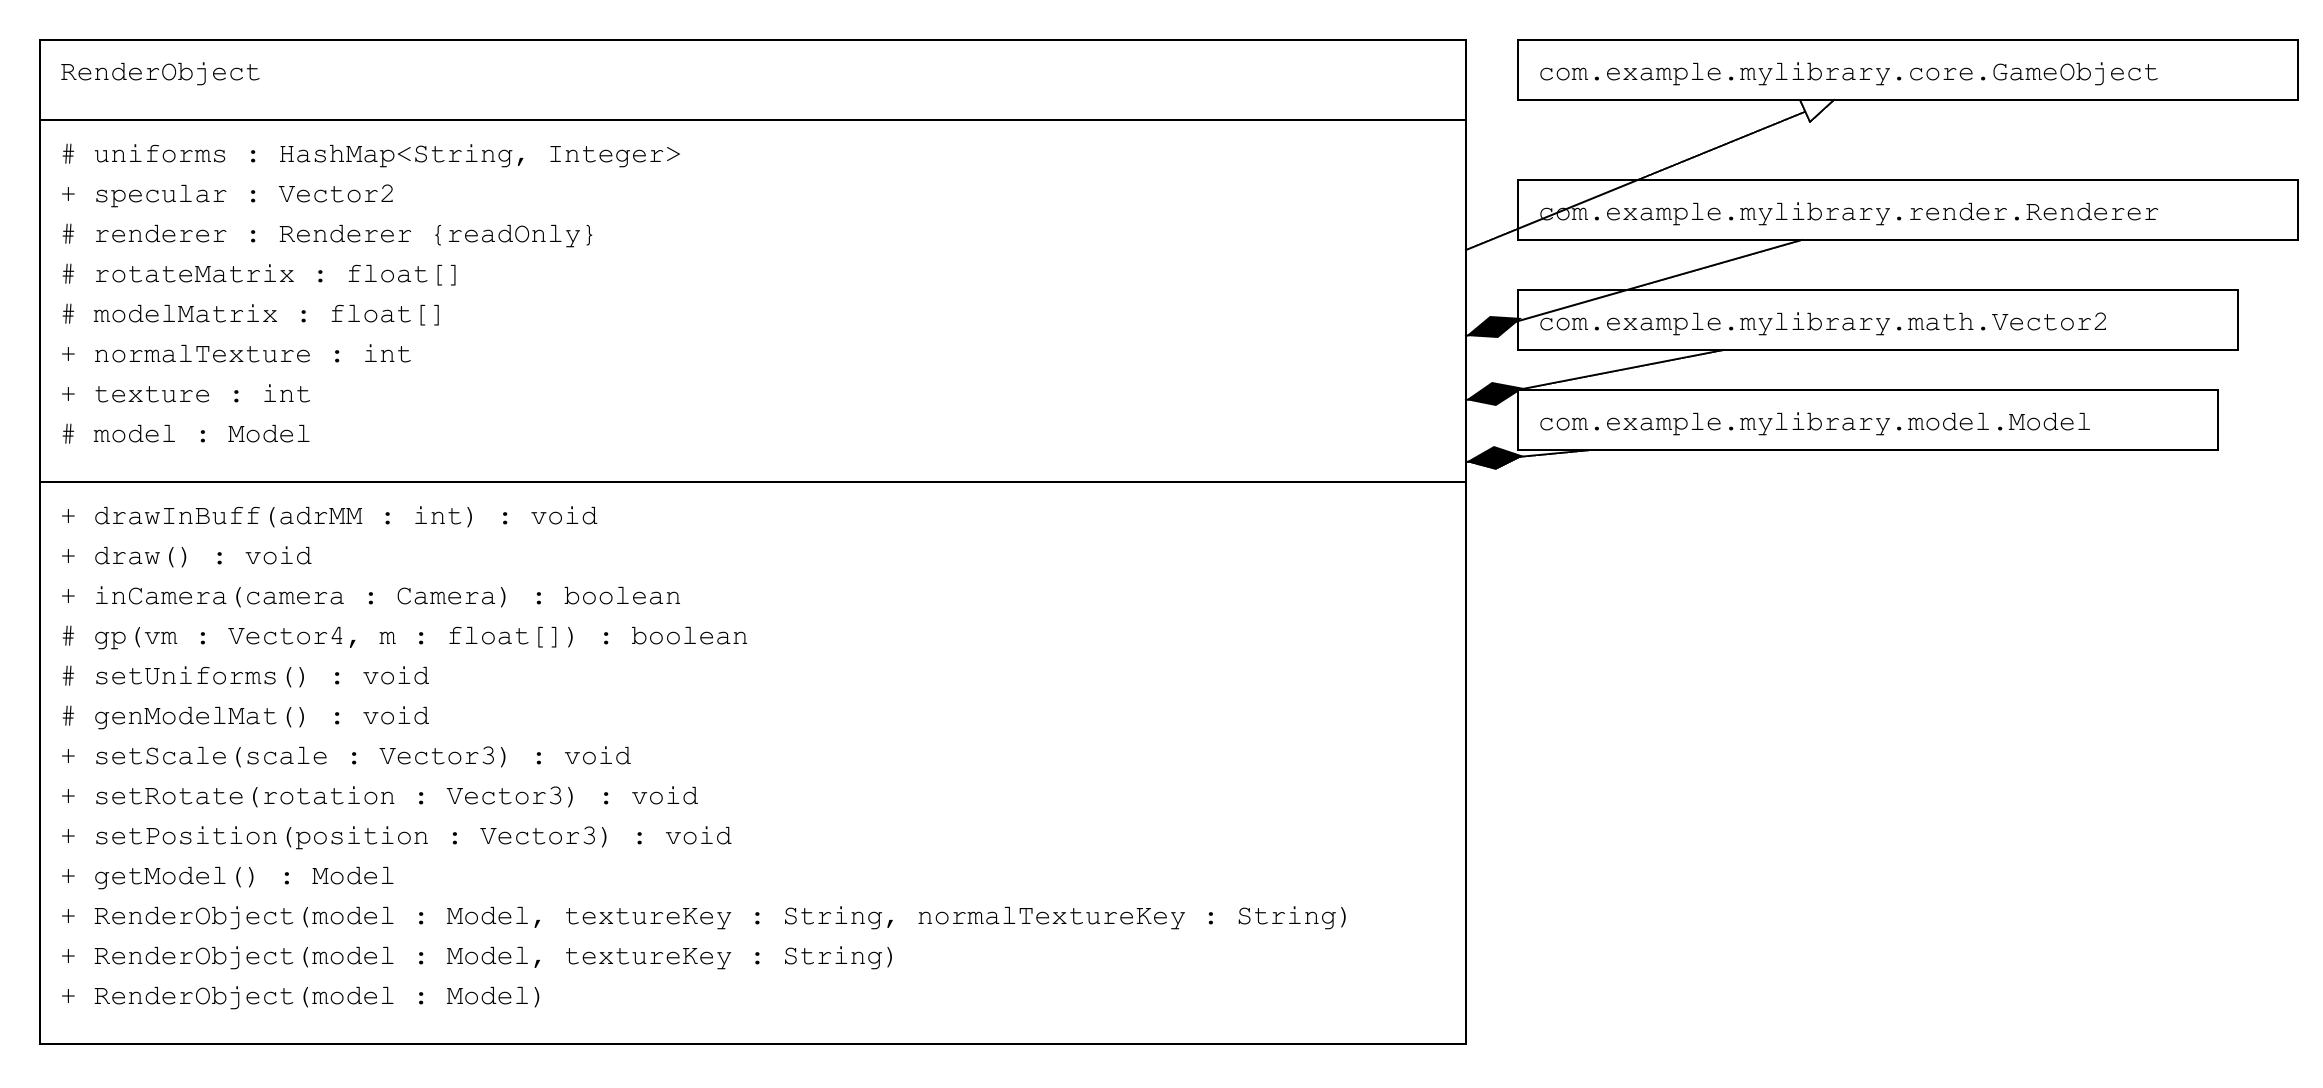 RenderObject
# uniforms : HashMap<String, Integer>
+ specular : Vector2
# renderer : Renderer {readOnly}
# rotateMatrix : float[]
# modelMatrix : float[]
+ normalTexture : int
+ texture : int
# model : Model
+ drawInBuff(adrMM : int) : void
+ draw() : void
+ inCamera(camera : Camera) : boolean
# gp(vm : Vector4, m : float[]) : boolean
# setUniforms() : void
# genModelMat() : void
+ setScale(scale : Vector3) : void
+ setRotate(rotation : Vector3) : void
+ setPosition(position : Vector3) : void
+ getModel() : Model
+ RenderObject(model : Model, textureKey : String, normalTextureKey : String)
+ RenderObject(model : Model, textureKey : String)
+ RenderObject(model : Model)
com.example.mylibrary.core.GameObject
com.example.mylibrary.render.Renderer
com.example.mylibrary.math.Vector2
com.example.mylibrary.model.Model